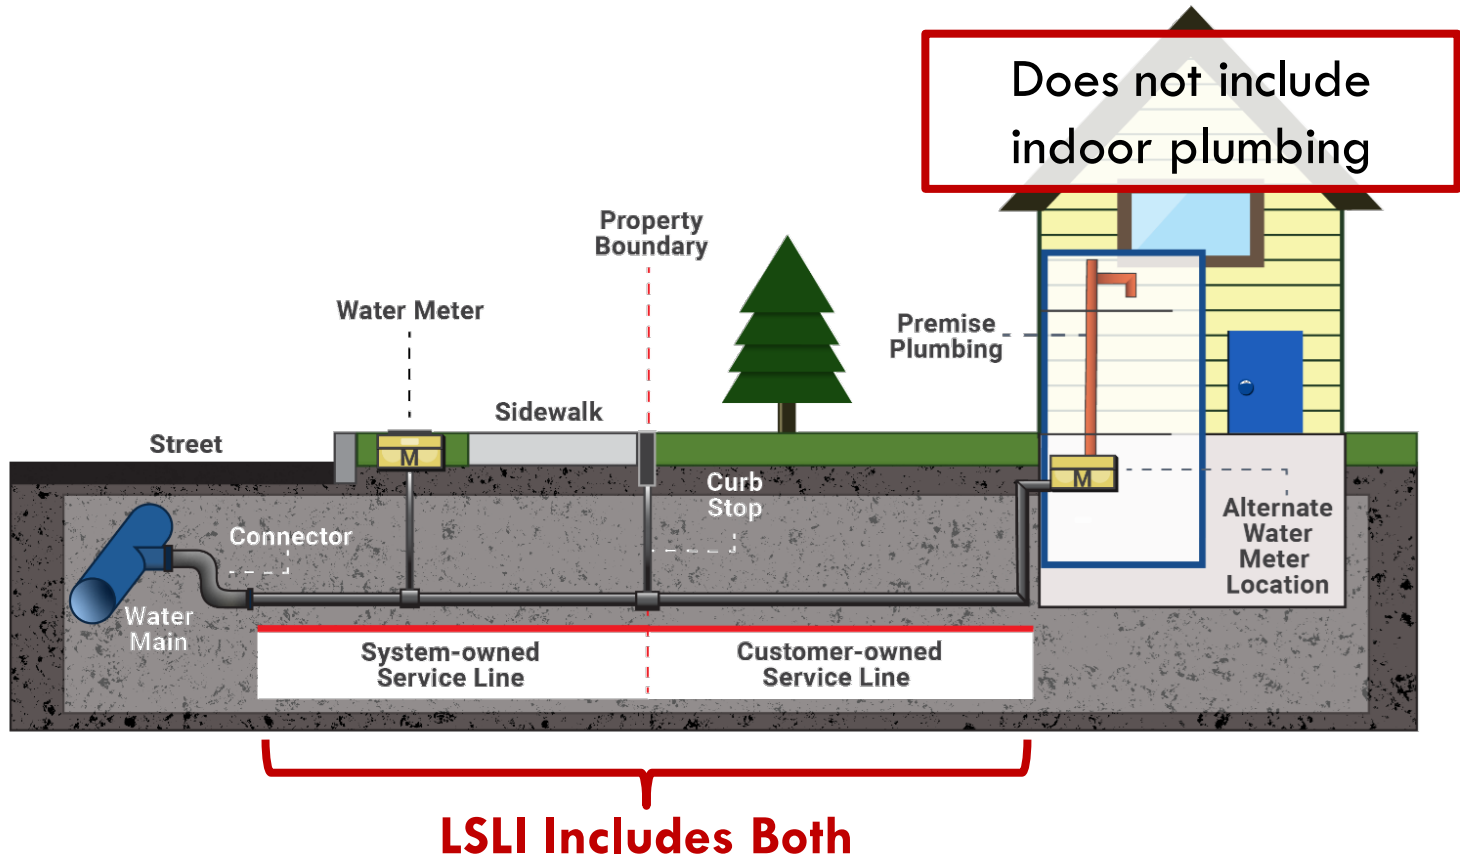 Does not include
indoor plumbing
Property
Boundary
Water Meter
Premise
Plumbing
Sidewalk
Street
M
M
Curb
Stop
Connector
Alternate
Water
Meter
Location
Water
Main
System-owned
Service Line
Customer-owned
Service Line
LSLI Includes Both